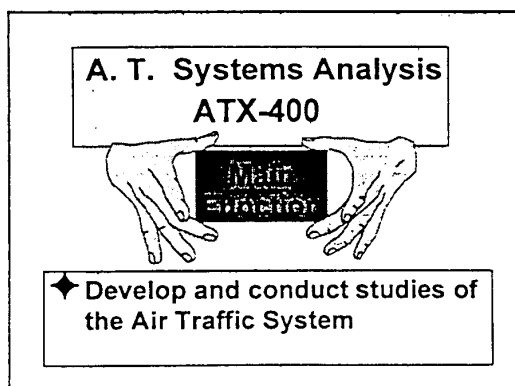 A. T. Systems Analysis
ATX-400
Main
Function
✦ Develop and conduct studies of
the Air Traffic System